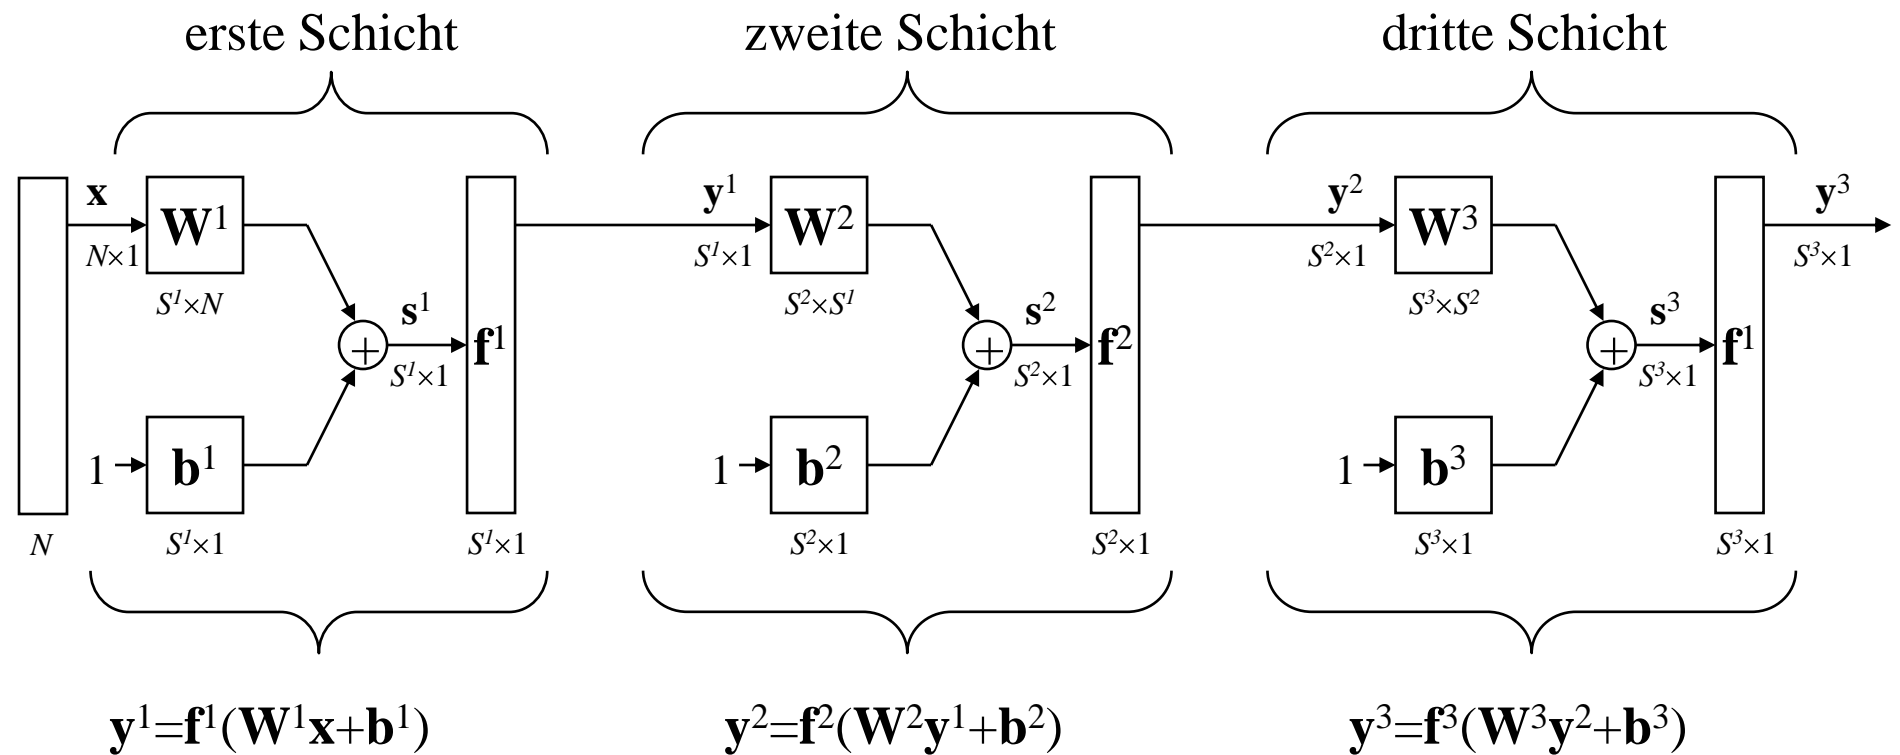 erste Schicht zweite Schicht dritte Schicht
x W¹ y¹ W² y² W³ y³
N×1 S¹×1 S²×1 S³×1
S¹×N S²×S¹ S³×S²
+ s¹ f¹ + s² f² + s³ f¹
S¹×1 S²×1 S³×1
1 b¹ 1 b² 1 b³
N S¹×1 S¹×1 S²×1 S²×1 S³×1 S³×1
y¹=f¹(W¹x+b¹) y²=f²(W²y¹+b²) y³=f³(W³y²+b³)